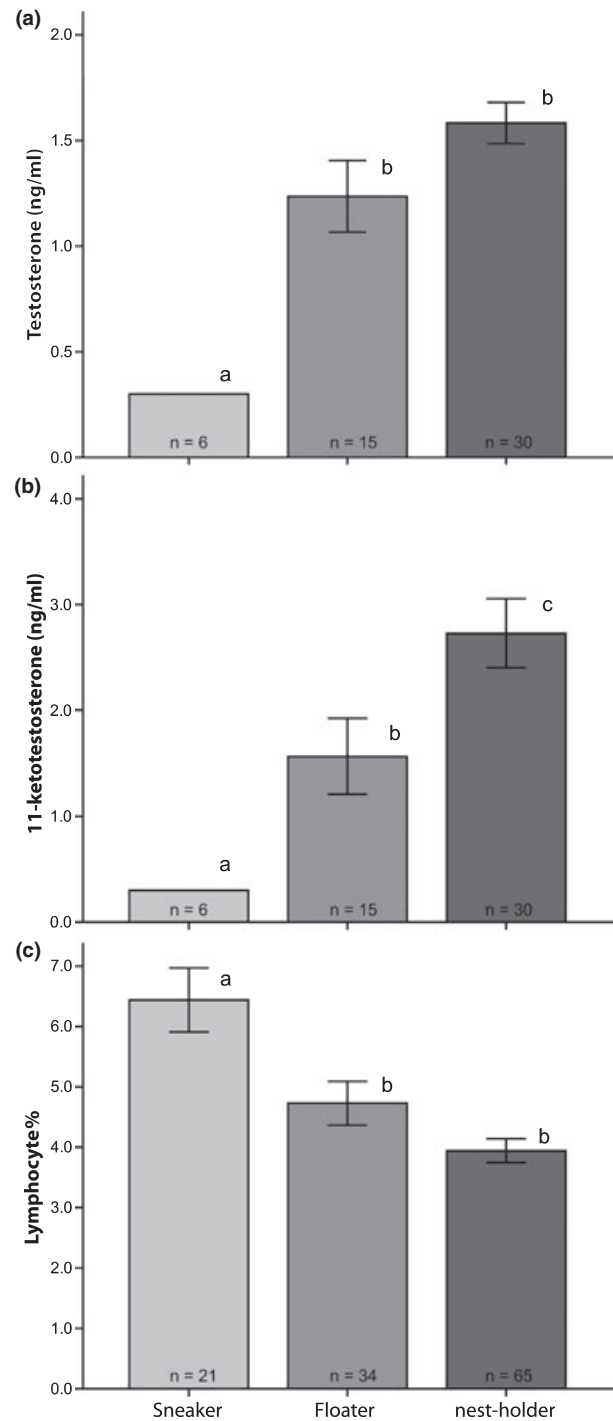 (a)
Testosterone (ng/ml)
2.0
1.5
1.0
0.5
0.0
a
b
b
n = 6
n = 15
n = 30
(b)
11-ketotestosterone (ng/ml)
4.0
3.0
2.0
1.0
0.0
a
b
c
n = 6
n = 15
n = 30
(c)
Lymphocyte%
7.0
6.0
5.0
4.0
3.0
2.0
1.0
0.0
a
b
b
n = 21
n = 34
n = 65
Sneaker
Floater
nest-holder